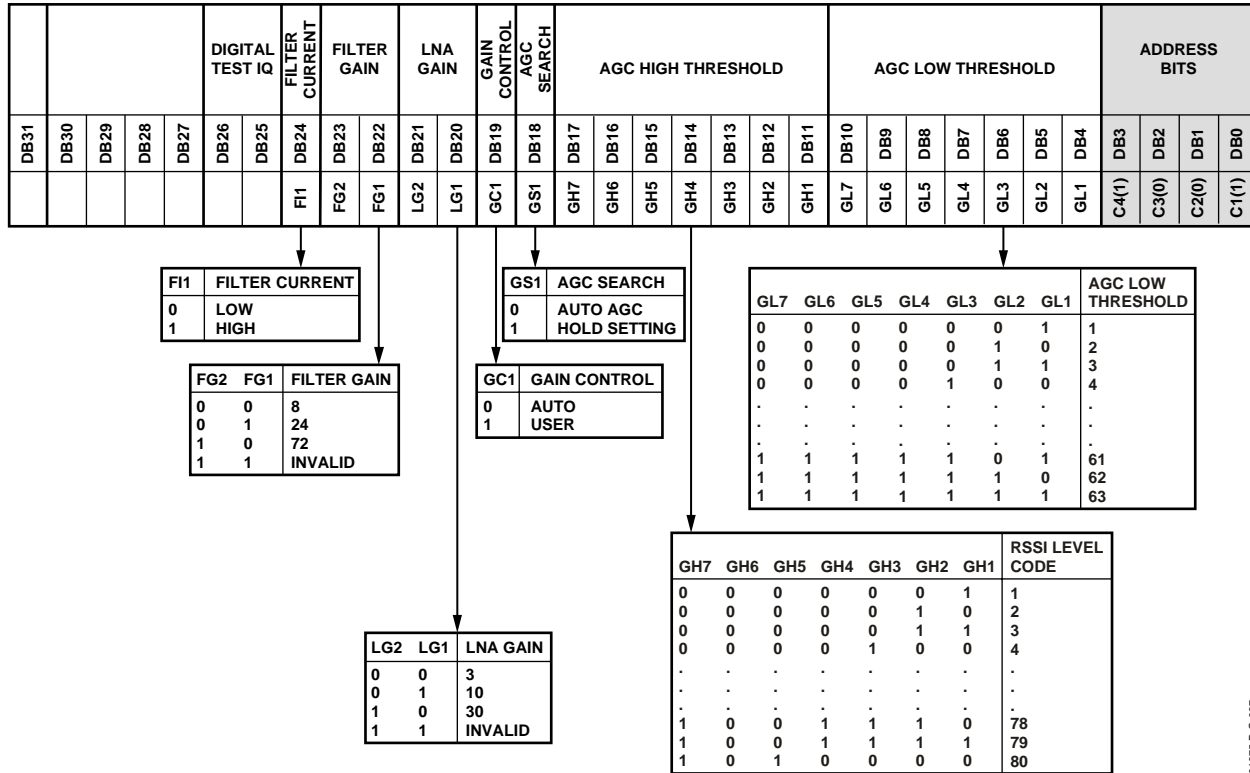 DIGITAL TEST IQ
FILTER CURRENT
FILTER GAIN
LNA GAIN
GAIN CONTROL
AGC SEARCH
AGC HIGH THRESHOLD
AGC LOW THRESHOLD
ADDRESS BITS
DB31 DB30 DB29 DB28 DB27 DB26 DB25 DB24 DB23 DB22 DB21 DB20 DB19 DB18 DB17 DB16 DB15 DB14 DB13 DB12 DB11 DB10 DB9 DB8 DB7 DB6 DB5 DB4 DB3 DB2 DB1 DB0
FI1 FG2 FG1 LG2 LG1 GC1 GS1 GH7 GH6 GH5 GH4 GH3 GH2 GH1 GL7 GL6 GL5 GL4 GL3 GL2 GL1 C4(1) C3(0) C2(0) C1(1)
FI1 FILTER CURRENT
0 LOW
1 HIGH
GS1 AGC SEARCH
0 AUTO AGC
1 HOLD SETTING
GL7 GL6 GL5 GL4 GL3 GL2 GL1 AGC LOW THRESHOLD
0 0 0 0 0 0 1 1
0 0 0 0 0 1 0 2
0 0 0 0 0 1 1 3
0 0 0 0 1 0 0 4
. . . . . . . .
. . . . . . . .
. . . . . . . .
1 1 1 1 1 0 1 61
1 1 1 1 1 1 0 62
1 1 1 1 1 1 1 63
FG2 FG1 FILTER GAIN
0 0 8
0 1 24
1 0 72
1 1 INVALID
GC1 GAIN CONTROL
0 AUTO
1 USER
GH7 GH6 GH5 GH4 GH3 GH2 GH1 RSSI LEVEL CODE
0 0 0 0 0 0 1 1
0 0 0 0 0 1 0 2
0 0 0 0 0 1 1 3
0 0 0 0 1 0 0 4
. . . . . . . .
. . . . . . . .
. . . . . . . .
1 0 0 1 1 1 0 78
1 0 0 1 1 1 1 79
1 0 1 0 0 0 0 80
LG2 LG1 LNA GAIN
0 0 3
0 1 10
1 0 30
1 1 INVALID